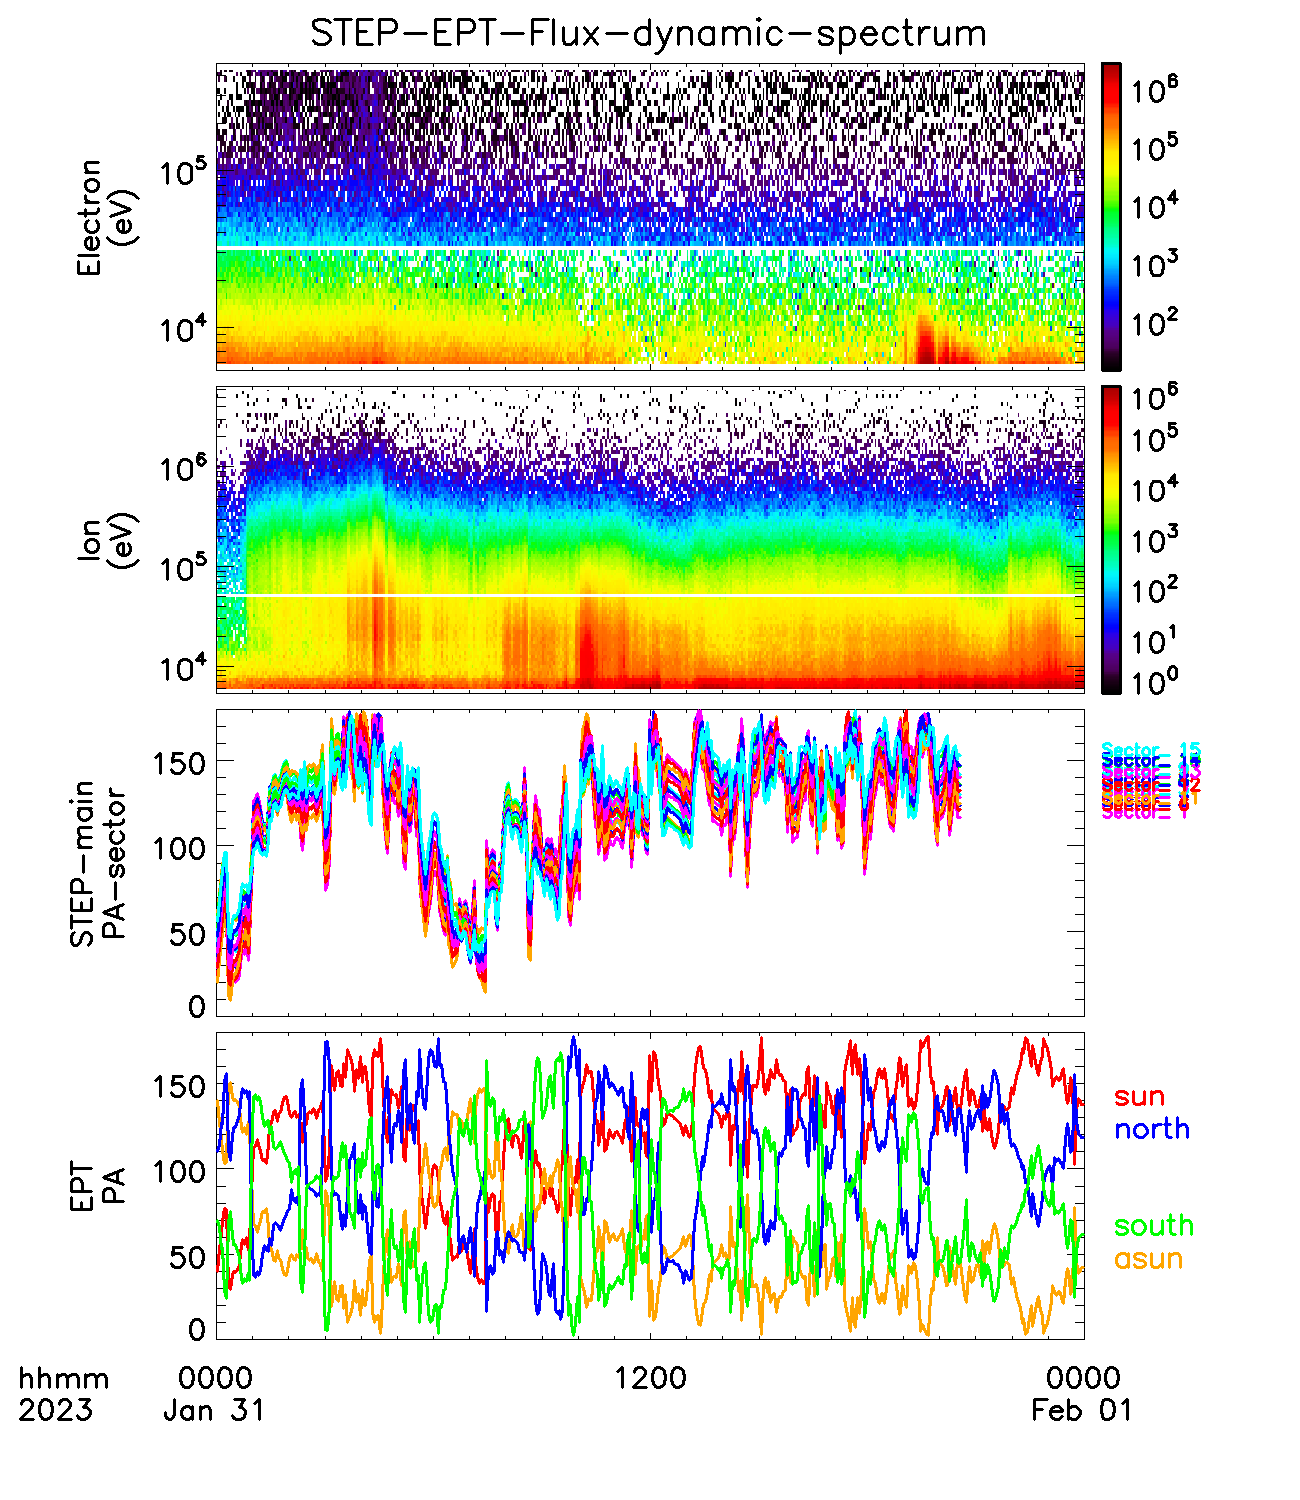 STEP-EPT-Flux-dynamic-spectrum
Electron
(eV)
10^5
10^4
10^6
10^5
10^4
10^3
10^2
Ion
(eV)
10^6
10^5
10^4
10^6
10^5
10^4
10^3
10^2
10^1
10^0
STEP-main
PA-sector
150
100
50
0
Sector- 15
EPT
PA
150
100
50
0
sun
north
south
asun
hhmm 0000 1200 0000
2023 Jan 31 Feb 01